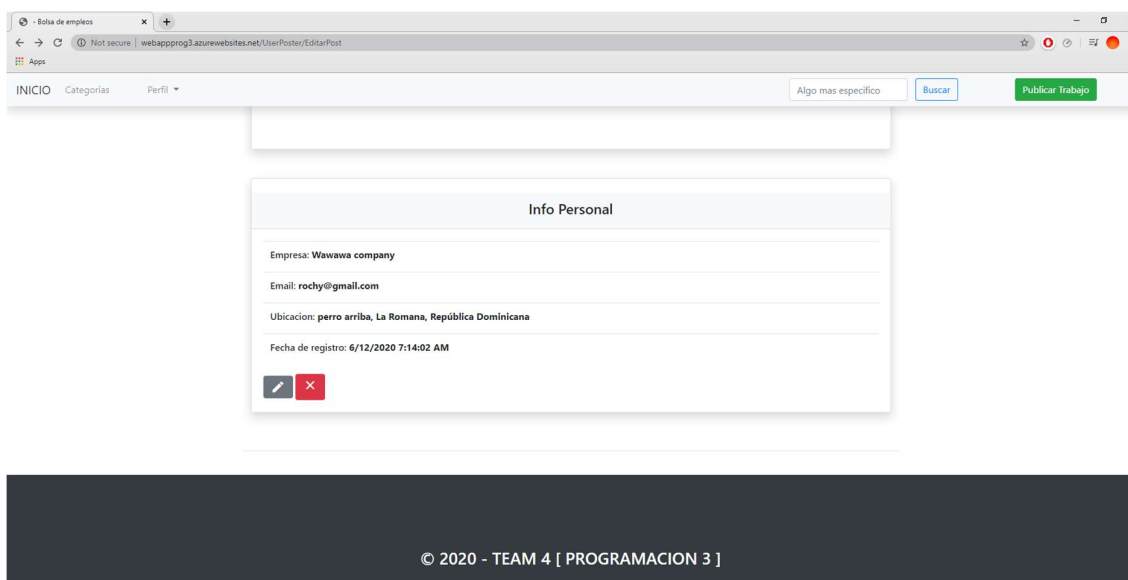 - Bolsa de empleos
Not secure | webappprog3.azurewebsites.net/UserPoster/EditarPost
Apps
INICIO Categorias Perfil Algo mas especifico Buscar Publicar Trabajo
Info Personal
Empresa: Wawawa company
Email: rochy@gmail.com
Ubicacion: perro arriba, La Romana, República Dominicana
Fecha de registro: 6/12/2020 7:14:02 AM
© 2020 - TEAM 4 [ PROGRAMACION 3 ]